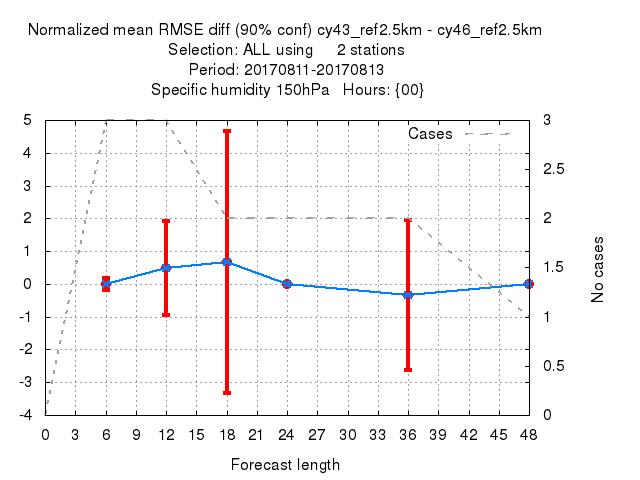 Normalized mean RMSE diff (90% conf) cy43_ref2.5km - cy46_ref2.5km
Selection: ALL using 2 stations
Period: 20170811-20170813
Specific humidity 150hPa Hours: {00}
Cases
5
4
3
2
1
0
-1
-2
-3
-4
3
2.5
2
1.5
1
0.5
0
No cases
0 3 6 9 12 15 18 21 24 27 30 33 36 39 42 45 48
Forecast length